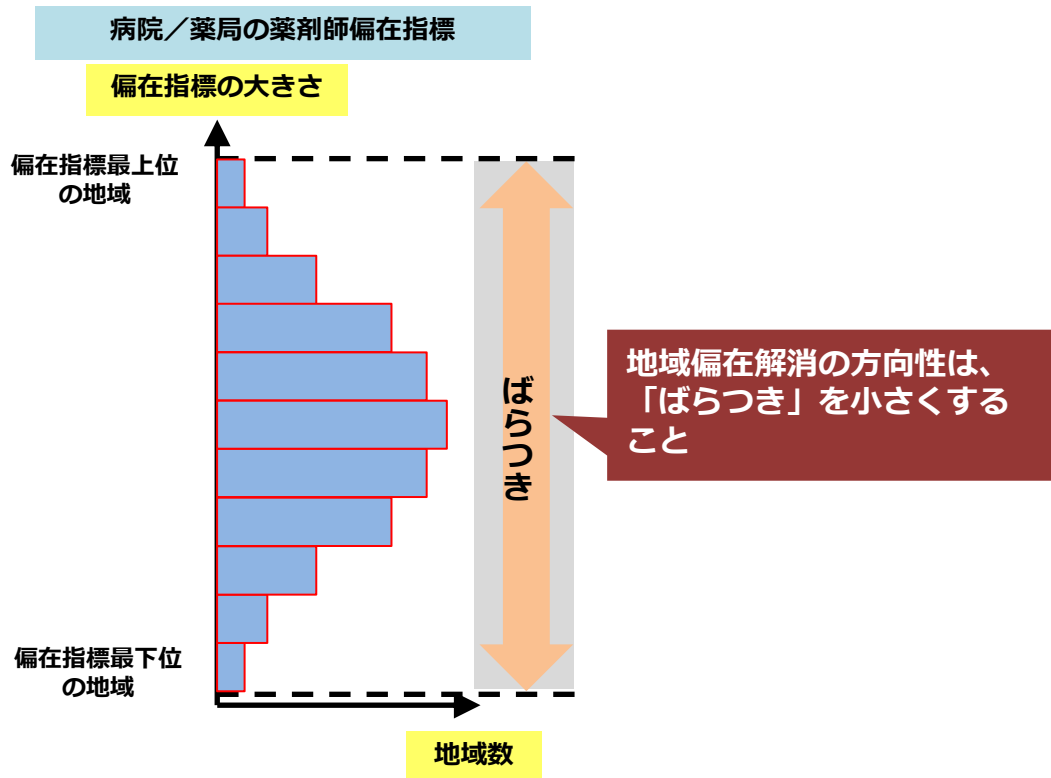 病院／薬局の薬剤師偏在指標
偏在指標の大きさ
偏在指標最上位
の地域
ばらつき
地域偏在解消の方向性は、
「ばらつき」を小さくする
こと
偏在指標最下位
の地域
地域数